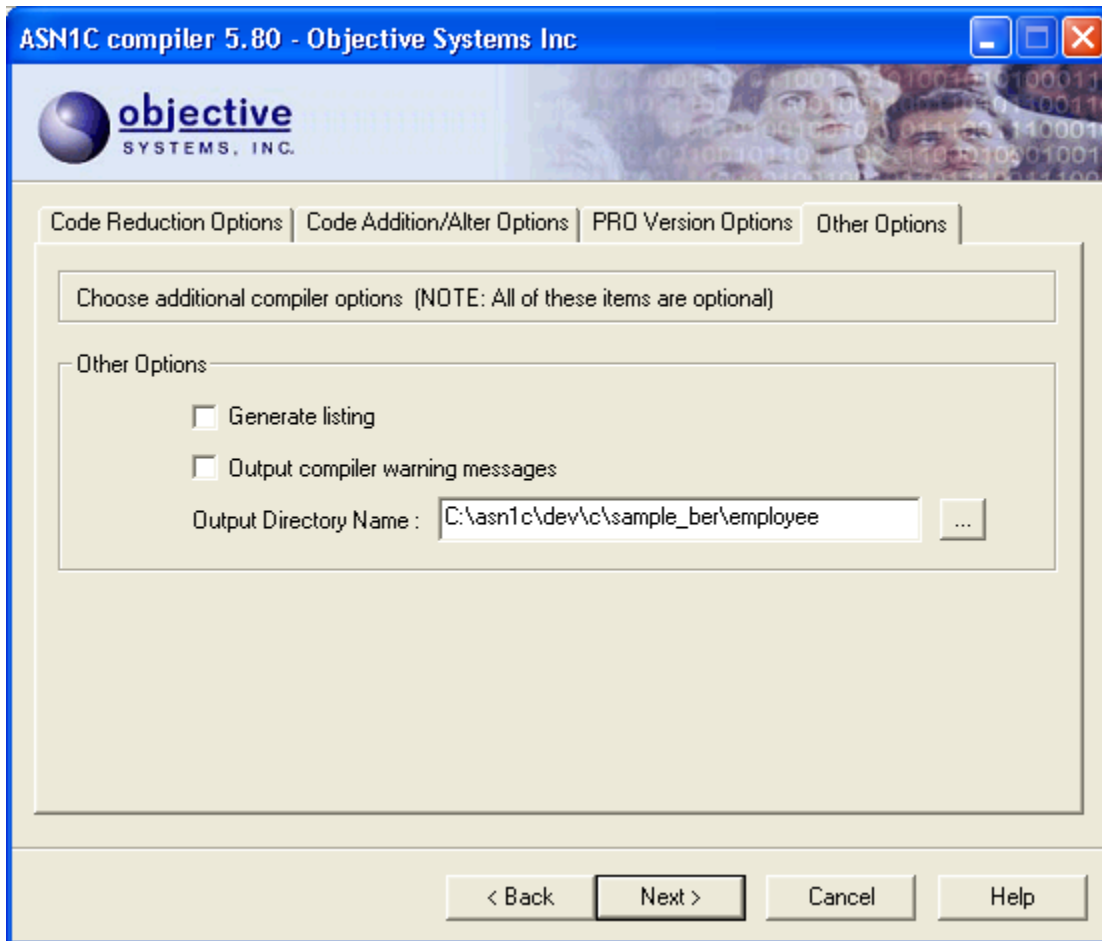 ASN1C compiler 5.80 - Objective Systems Inc
objective
SYSTEMS, INC.
Code Reduction Options
Code Addition/Alter Options
PRO Version Options
Other Options
Choose additional compiler options (NOTE: All of these items are optional)
Other Options
Generate listing
Output compiler warning messages
Output Directory Name :
C:\asn1c\dev\c\sample_ber\employee
...
< Back
Next >
Cancel
Help